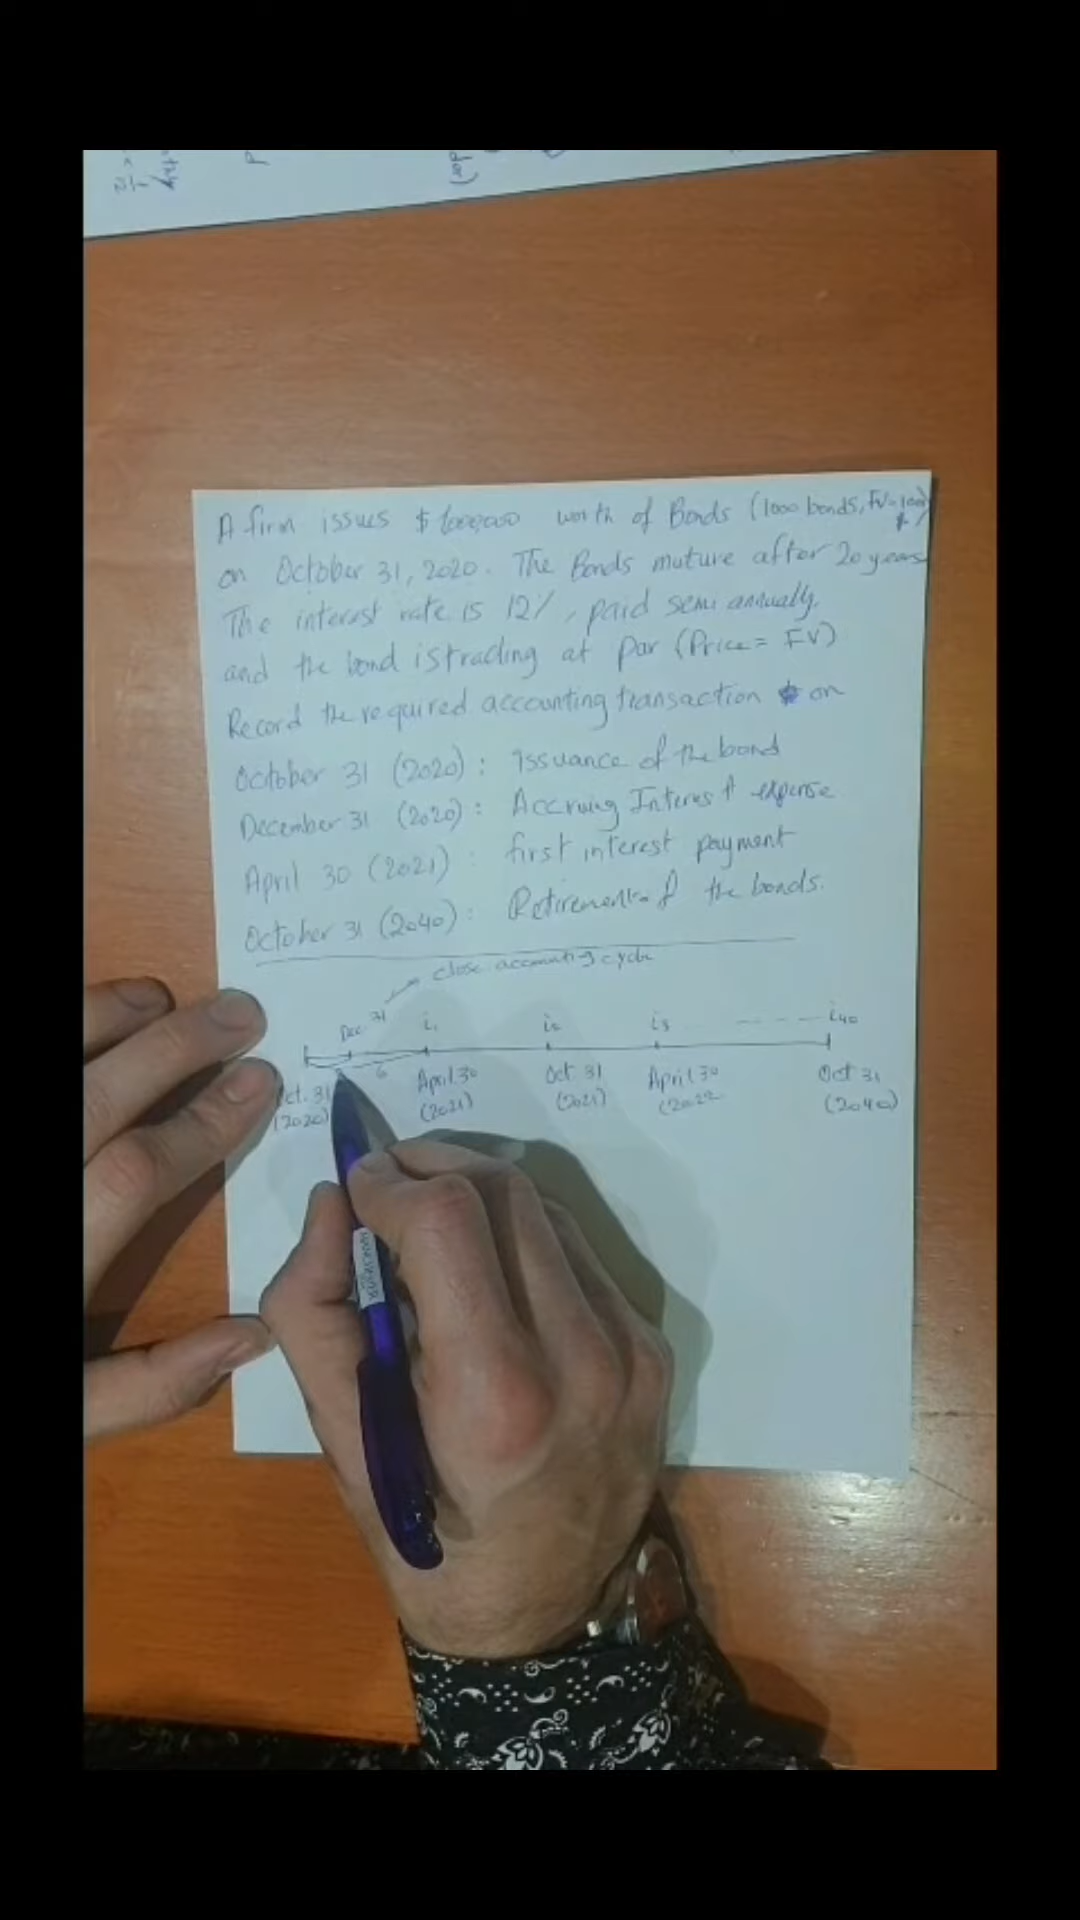 A firm issues $ 1000,000 worth of Bonds (1000 bonds, FV=
on October 31, 2020. The Bonds muture after 20 years
The interest rate is 12%, paid semi annually.
and the bond is trading at par (Price = FV)
Record the required accounting transaction on
October 31 (2020): issuance of the bond
December 31 (2020): Accruing Interest expense
April 30 (2021): first interest payment
October 31 (2040): Retirement of the bonds.
close accounting cycle
Dec. 31 i₁ i₂ i₃ i₄₀
6
ct. 31 April 30 Oct 31 April 30 Oct 31
(2020) (2021) (2021) (2022 (2040)